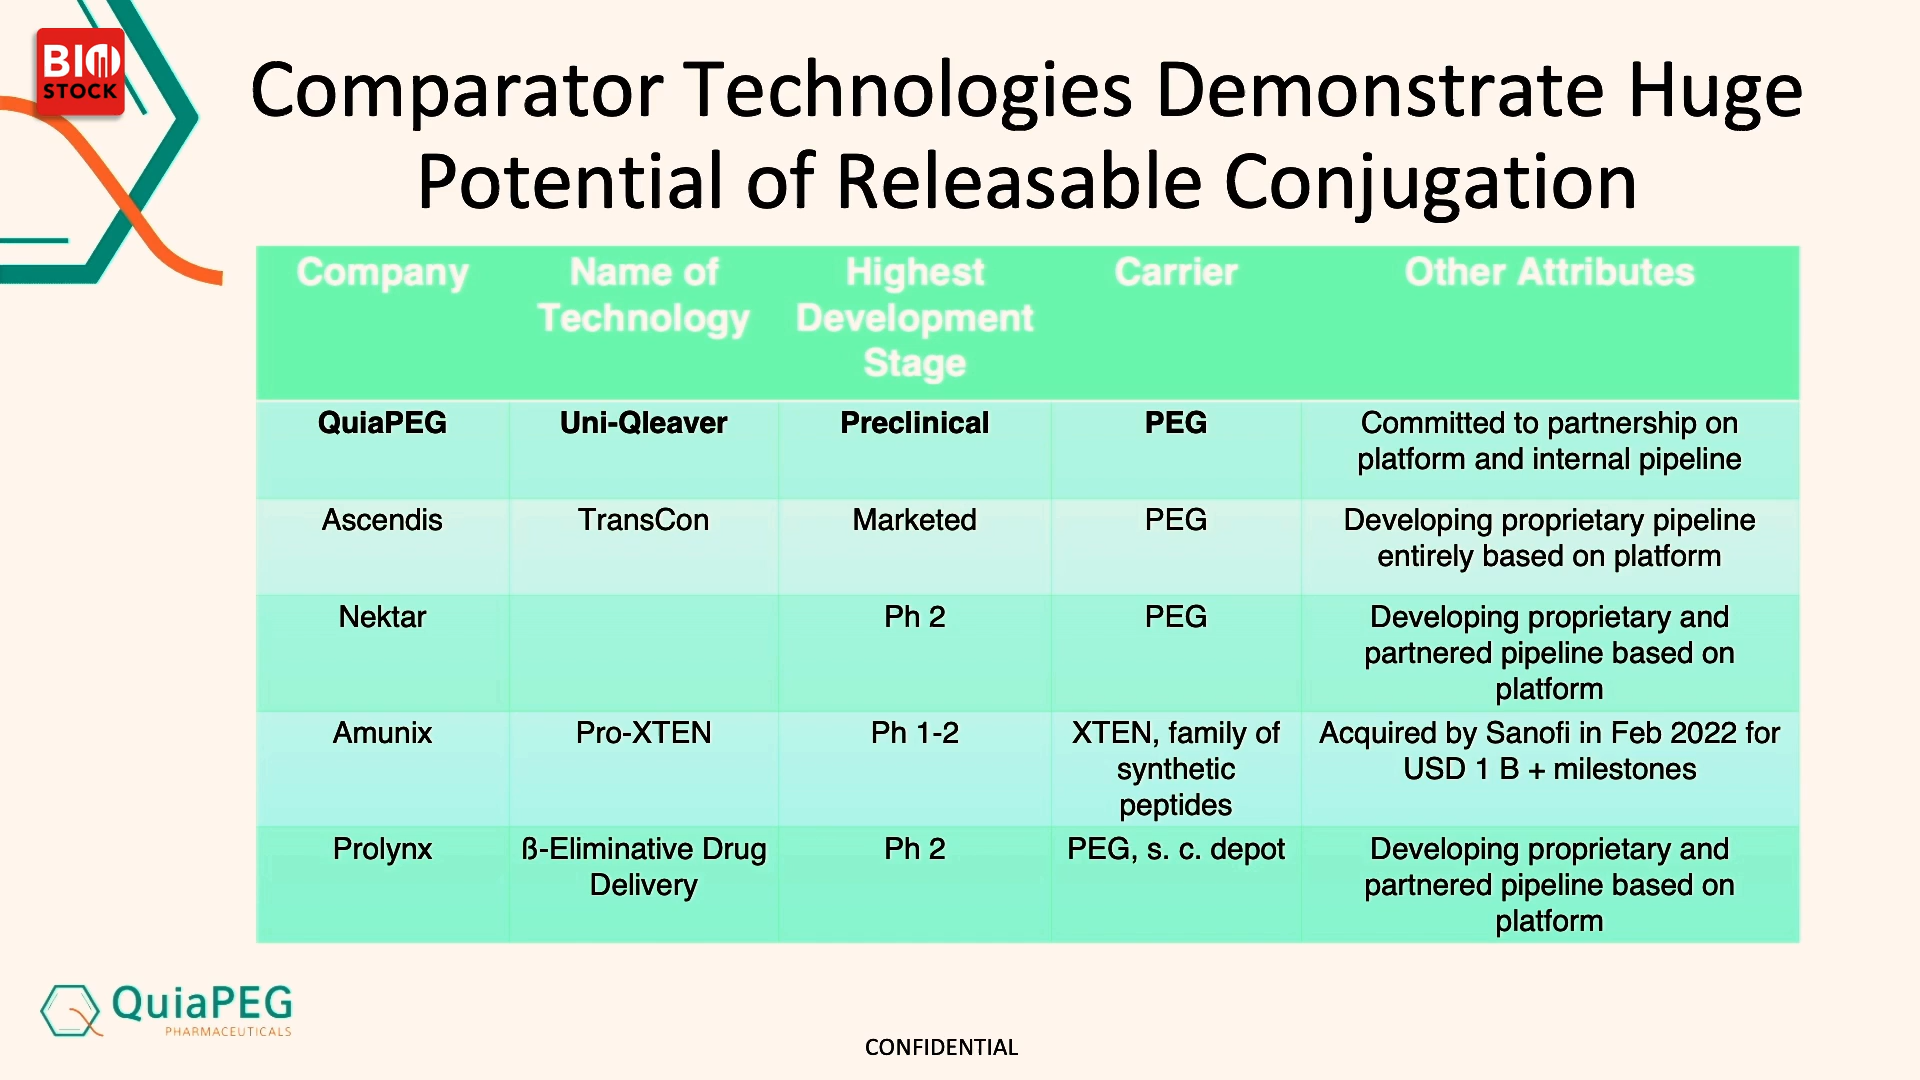 BIO
STOCK
Comparator Technologies Demonstrate Huge
Potential of Releasable Conjugation
Company
Name of
Technology
Highest
Development
Stage
Carrier
Other Attributes
QuiaPEG
Uni-Qleaver
Preclinical
PEG
Committed to partnership on
platform and internal pipeline
Ascendis
TransCon
Marketed
PEG
Developing proprietary pipeline
entirely based on platform
Nektar
Ph 2
PEG
Developing proprietary and
partnered pipeline based on
platform
Amunix
Pro-XTEN
Ph 1-2
XTEN, family of
synthetic
peptides
Acquired by Sanofi in Feb 2022 for
USD 1 B + milestones
Prolynx
ß-Eliminative Drug
Delivery
Ph 2
PEG, s. c. depot
Developing proprietary and
partnered pipeline based on
platform
QuiaPEG
PHARMACEUTICALS
CONFIDENTIAL